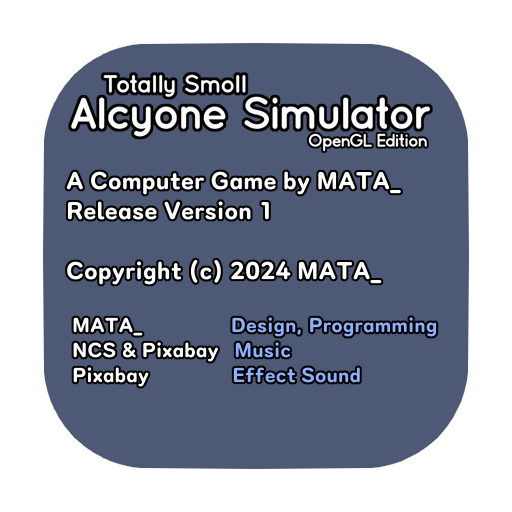 Totally Smoll
Alcyone Simulator
OpenGL Edition
A Computer Game by MATA_
Release Version 1
Copyright (c) 2024 MATA_
MATA_ Design, Programming
NCS & Pixabay Music
Pixabay Effect Sound